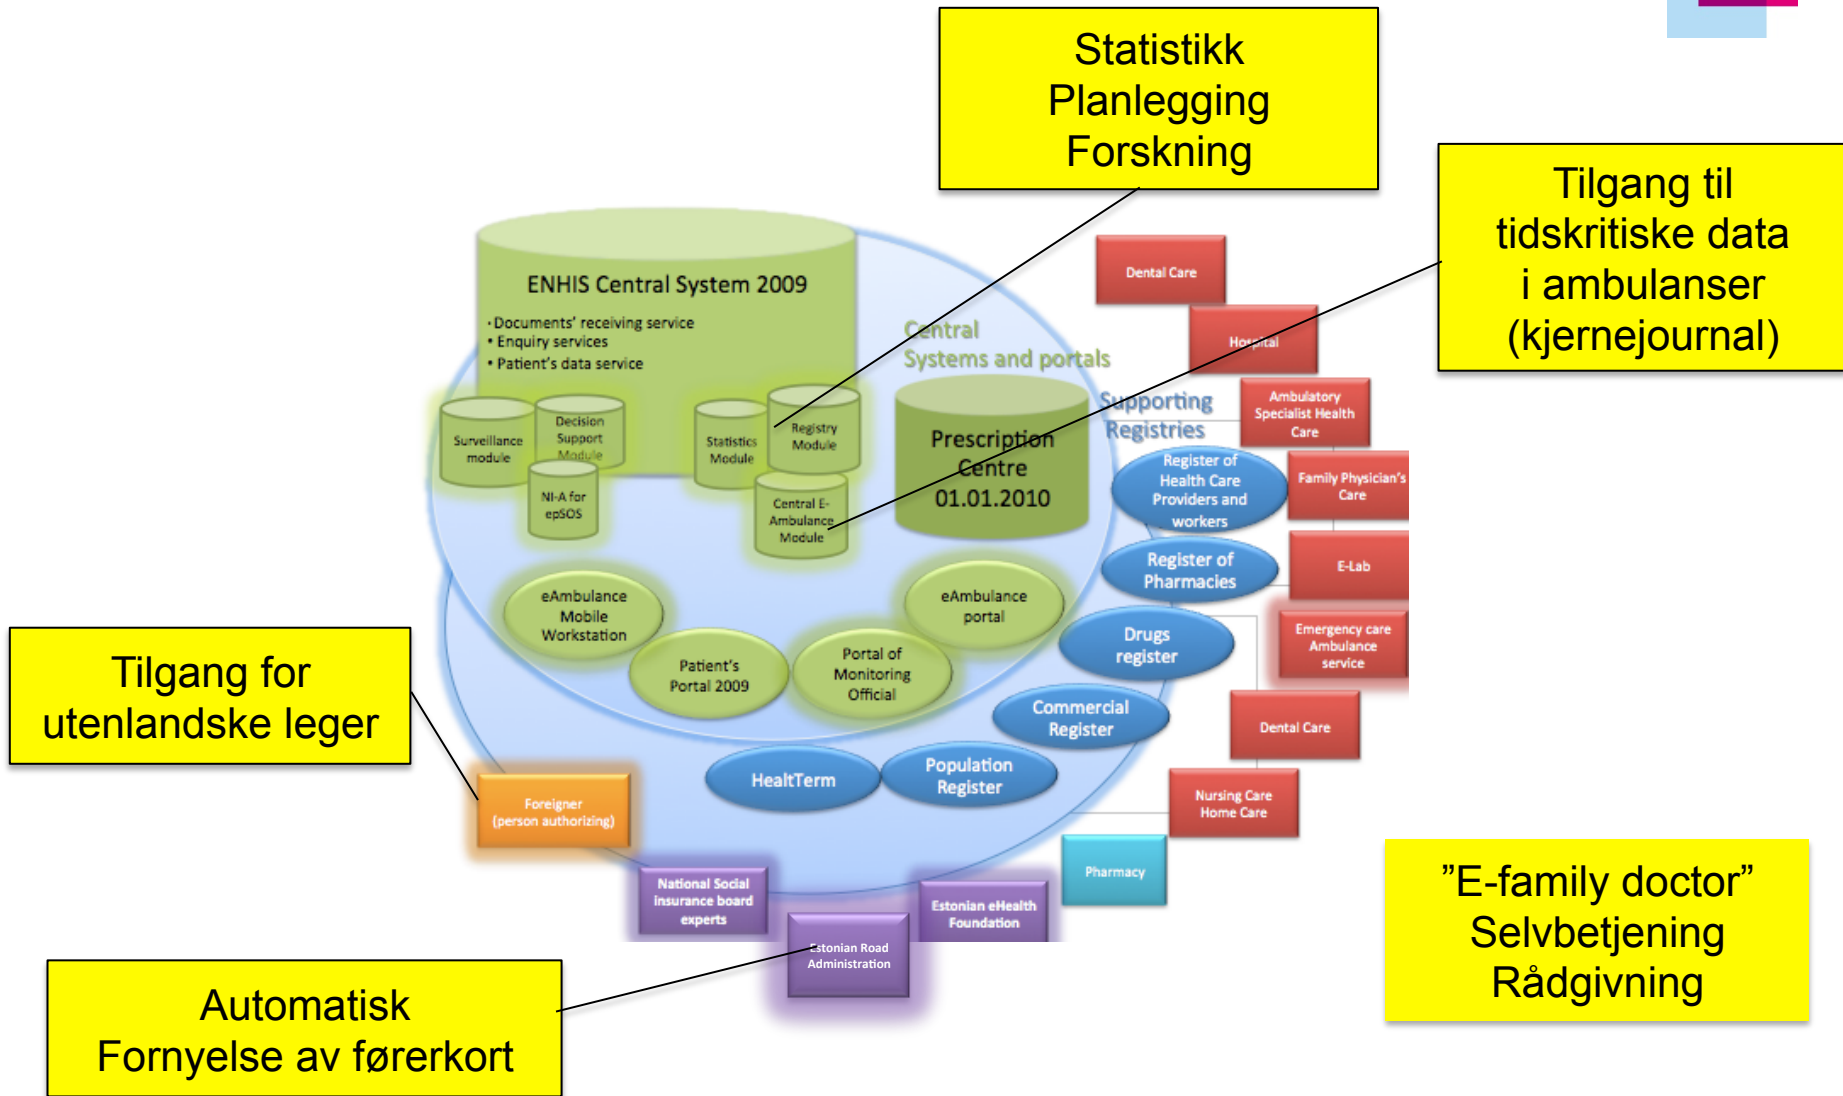 Statistikk
Planlegging
Forskning
Tilgang til
tidskritiske data
i ambulanser
(kjernejournal)
ENHIS Central System 2009
· Documents' receiving service
• Enquiry services
• Patient's data service
Central
Systems and portals
Surveillance
module
Decision
Support
Module
NI-A for
epSOS
Statistics
Module
Registry
Module
Central E-
Ambulance
Module
Prescription
Centre
01.01.2010
Supporting
Registries
Dental Care
Hospital
Ambulatory
Specialist Health
Care
Register of
Health Care
Providers and
workers
Family Physician's
Care
Register of
Pharmacies
E-Lab
eAmbulance
Mobile
Workstation
Patient's
Portal 2009
Portal of
Monitoring
Official
eAmbulance
portal
Drugs
register
Emergency care
Ambulance
service
Commercial
Register
Dental Care
HealtTerm
Population
Register
Nursing Care
Home Care
Tilgang for
utenlandske leger
Foreigner
(person authorizing)
National Social
insurance board
experts
Estonian Road
Administration
Estonian eHealth
Foundation
Pharmacy
"E-family doctor"
Selvbetjening
Rådgivning
Automatisk
Fornyelse av førerkort